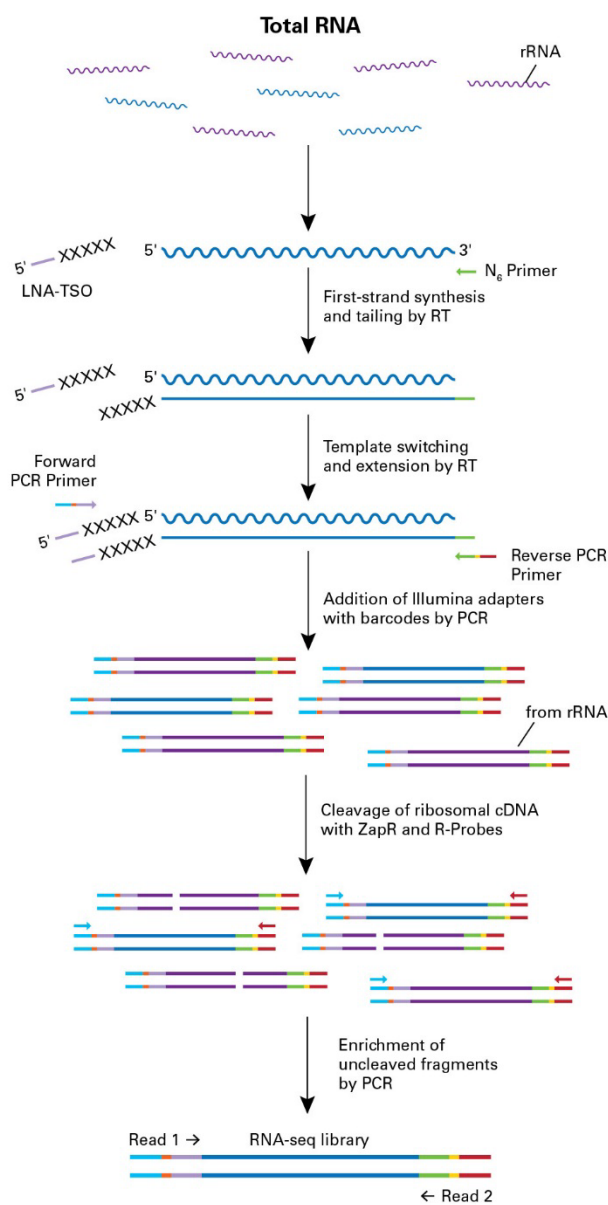 Total RNA
rRNA
5' XXXXX
LNA-TSO
5' 3'
N₆ Primer
First-strand synthesis
and tailing by RT
5' XXXXX
5'
XXXXX
Template switching
and extension by RT
Forward
PCR Primer
5' XXXXX 5'
XXXXX
Reverse PCR
Primer
Addition of Illumina adapters
with barcodes by PCR
from rRNA
Cleavage of ribosomal cDNA
with ZapR and R-Probes
Enrichment of
uncleaved fragments
by PCR
Read 1 → RNA-seq library
← Read 2